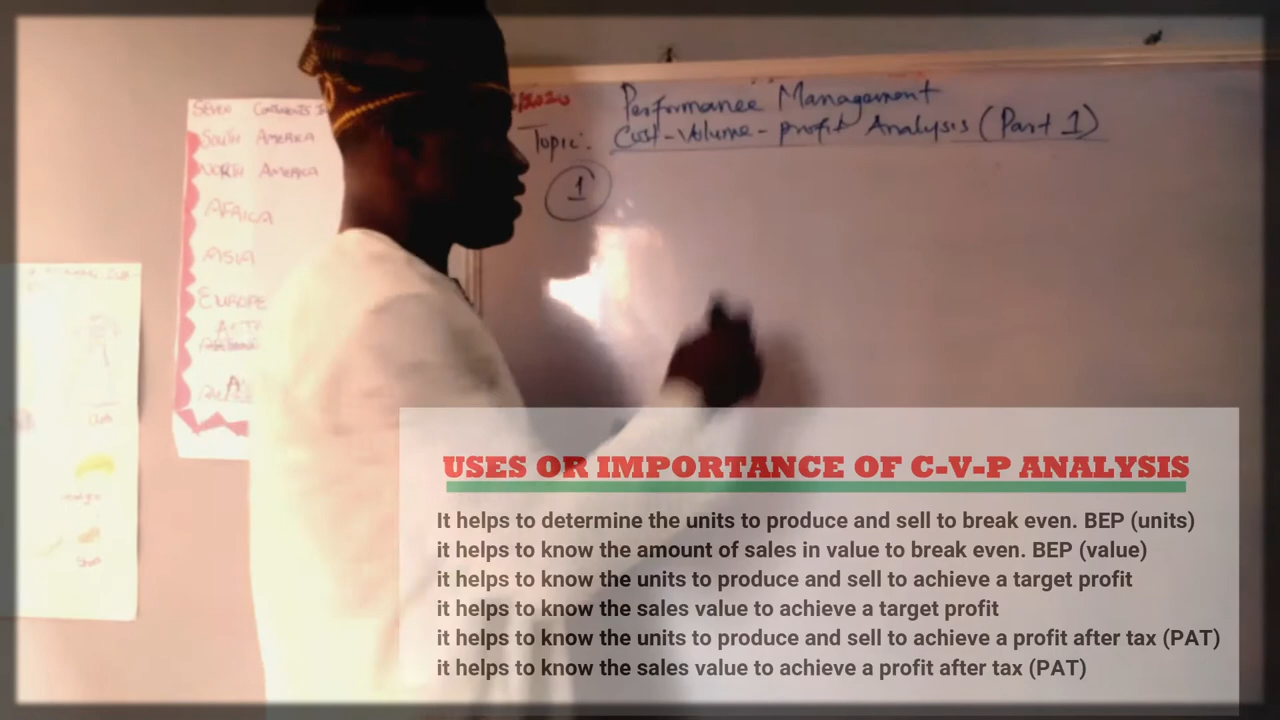 /2020
Performance Management
Topic: Cost-Volume-profit Analysis (Part 1)
1
SEVEN
SOUTH AMERICA
NORTH AMERICA
AFRICA
ASIA
EUROPE
USES OR IMPORTANCE OF C-V-P ANALYSIS
It helps to determine the units to produce and sell to break even. BEP (units)
it helps to know the amount of sales in value to break even. BEP (value)
it helps to know the units to produce and sell to achieve a target profit
it helps to know the sales value to achieve a target profit
it helps to know the units to produce and sell to achieve a profit after tax (PAT)
it helps to know the sales value to achieve a profit after tax (PAT)